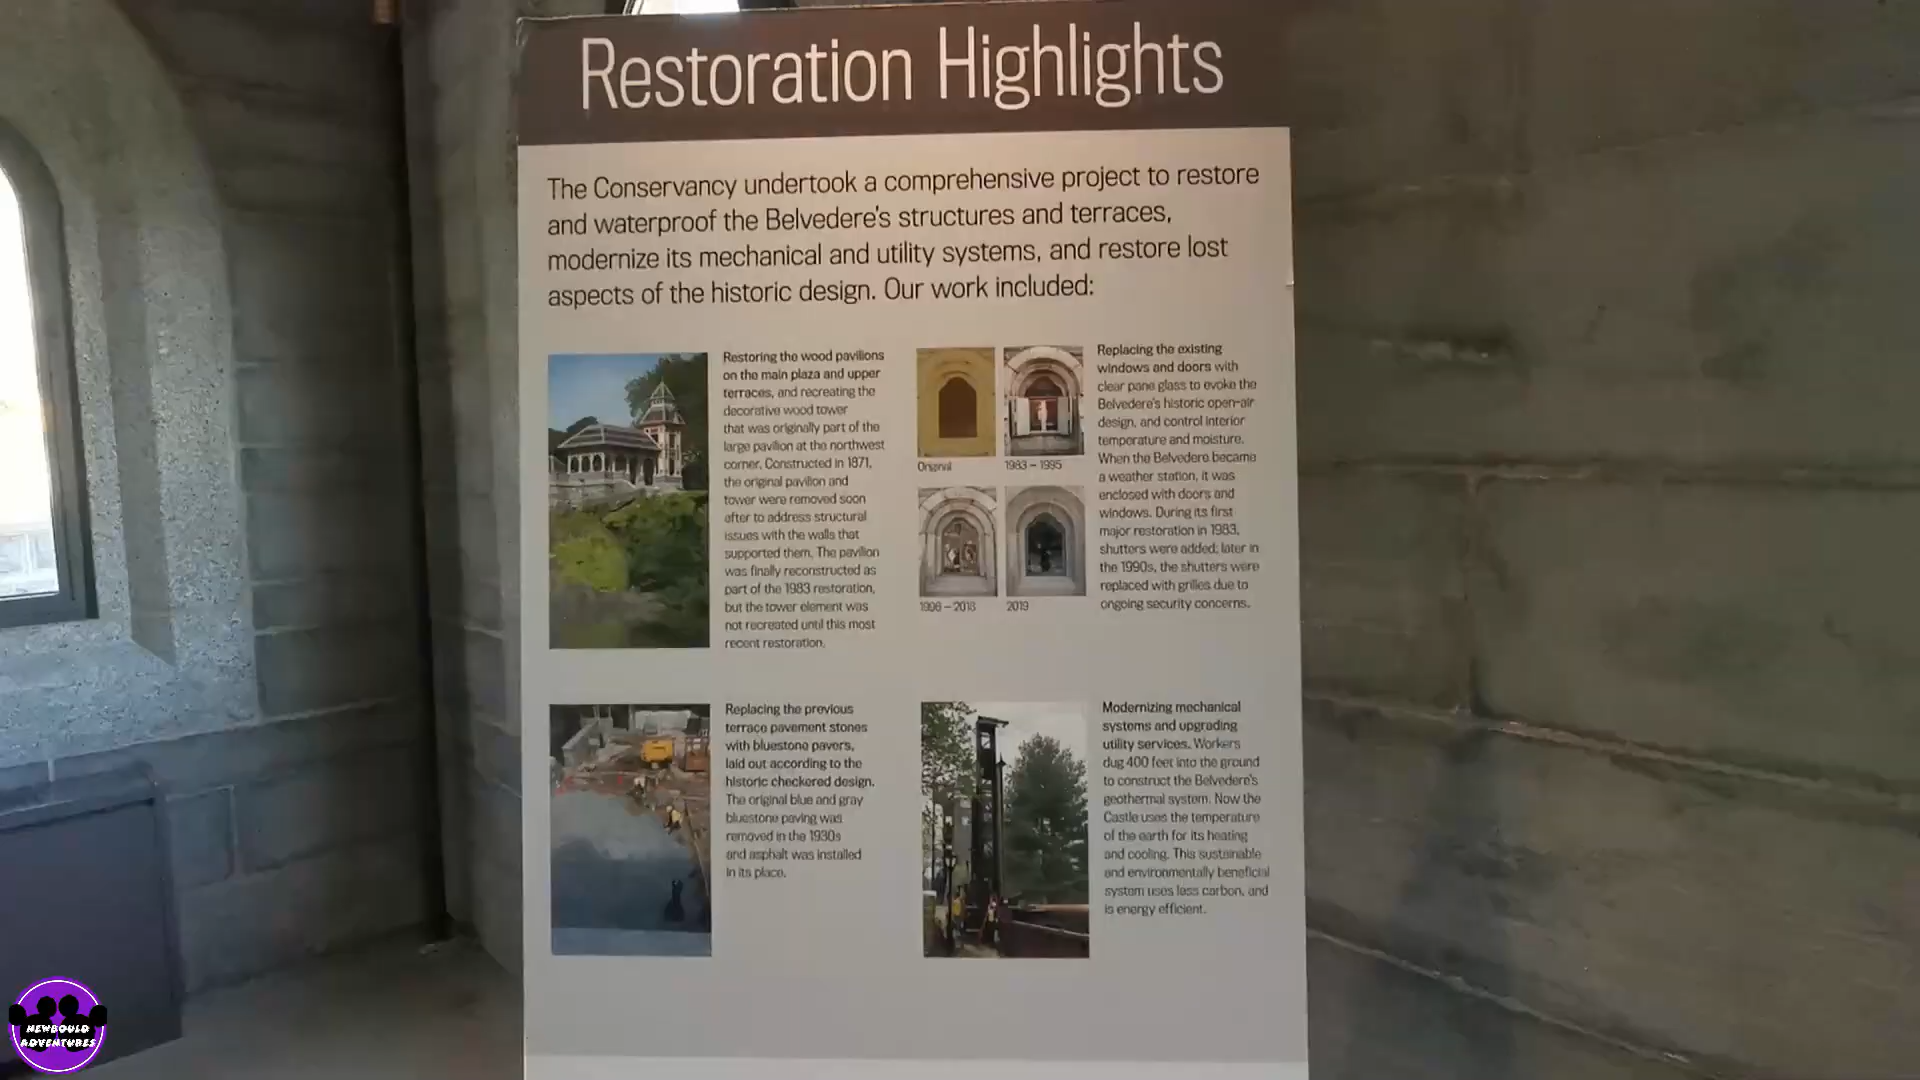 Restoration Highlights
The Conservancy undertook a comprehensive project to restore
and waterproof the Belvedere's structures and terraces,
modernize its mechanical and utility systems, and restore lost
aspects of the historic design. Our work included:
Restoring the wood pavilions
on the main plaza and upper
terraces, and recreating the
decorative wood tower
that was originally part of the
large pavilion at the northwest
corner. Constructed in 1871,
the original pavilion and
tower were removed soon
after to address structural
issues with the walls that
supported them. The pavilion
was finally reconstructed as
part of the 1983 restoration,
but the tower element was
not recreated until this most
recent restoration.
Original
1983 – 1995
1996 – 2018
2019
Replacing the existing
windows and doors with
clear pane glass to evoke the
Belvedere's historic open-air
design, and control interior
temperature and moisture.
When the Belvedere became
a weather station, it was
enclosed with doors and
windows. During its first
major restoration in 1983,
shutters were added; later in
the 1990s, the shutters were
replaced with grilles due to
ongoing security concerns.
Replacing the previous
terrace pavement stones
with bluestone pavers,
laid out according to the
historic checkered design.
The original blue and gray
bluestone paving was
removed in the 1930s
and asphalt was installed
in its place.
Modernizing mechanical
systems and upgrading
utility services. Workers
dug 400 feet into the ground
to construct the Belvedere's
geothermal system. Now the
Castle uses the temperature
of the earth for its heating
and cooling. This sustainable
and environmentally beneficial
system uses less carbon, and
is energy efficient.
NEWBOULD
ADVENTURES